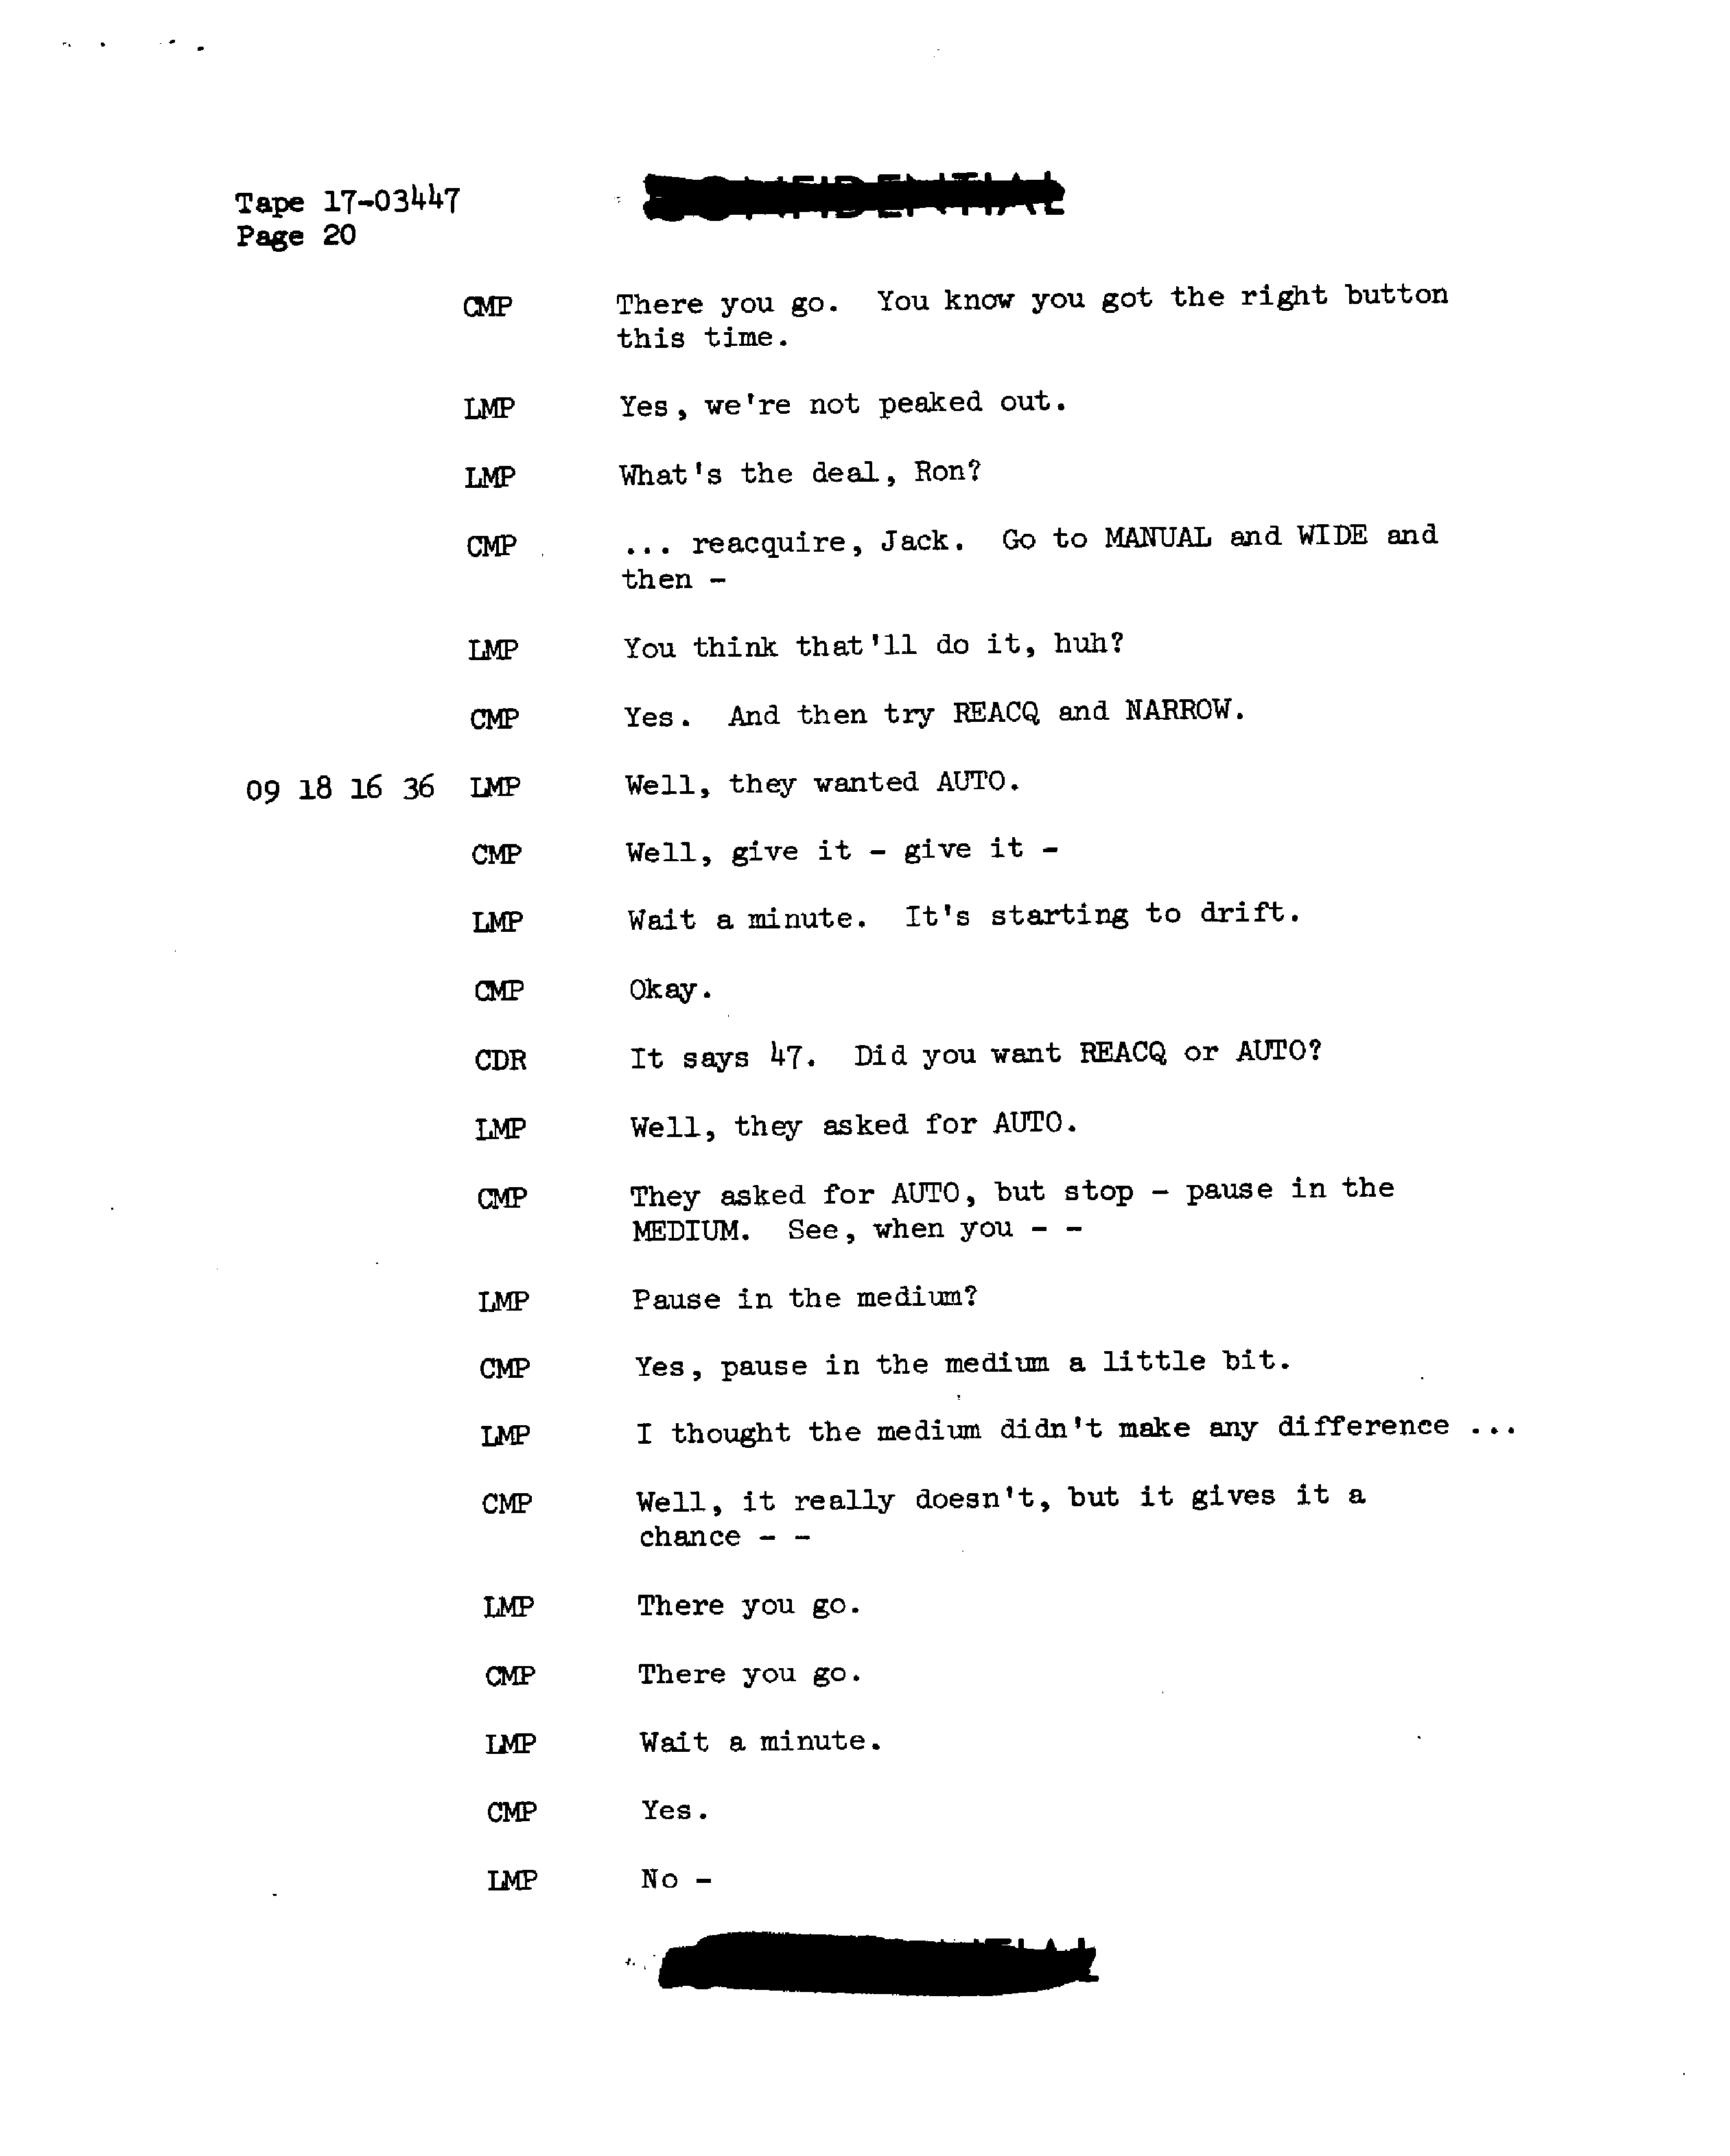 Tape 17-03447
Page 20
CONFIDENTIAL
CMP There you go. You know you got the right button
this time.
LMP Yes, we're not peaked out.
LMP What's the deal, Ron?
CMP ... reacquire, Jack. Go to MANUAL and WIDE and
then -
LMP You think that'll do it, huh?
CMP Yes. And then try REACQ and NARROW.
09 18 16 36 LMP Well, they wanted AUTO.
CMP Well, give it - give it -
LMP Wait a minute. It's starting to drift.
CMP Okay.
CDR It says 47. Did you want REACQ or AUTO?
LMP Well, they asked for AUTO.
CMP They asked for AUTO, but stop - pause in the
MEDIUM. See, when you - -
LMP Pause in the medium?
CMP Yes, pause in the medium a little bit.
LMP I thought the medium didn't make any difference ...
CMP Well, it really doesn't, but it gives it a
chance - -
LMP There you go.
CMP There you go.
LMP Wait a minute.
CMP Yes.
LMP No -